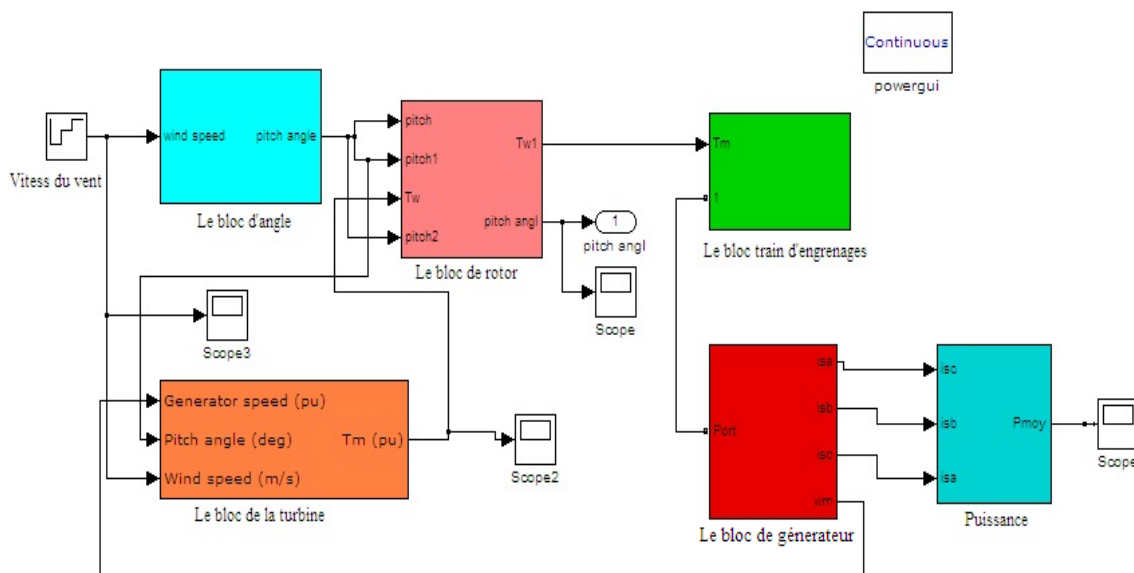 Continuous
powergui
Vitess du vent
wind speed
pitch angle
Le bloc d'angle
pitch
pitch1
Tw
pitch2
Tw1
pitch angl
Le bloc de rotor
1
pitch angl
Scope
Tm
1
Le bloc train d'engrenages
Scope3
Generator speed (pu)
Pitch angle (deg)
Wind speed (m/s)
Tm (pu)
Le bloc de la turbine
Scope2
Port
isa
isb
isc
wm
Le bloc de génerateur
isc
isb
isa
Pmoy
Puissance
Scope